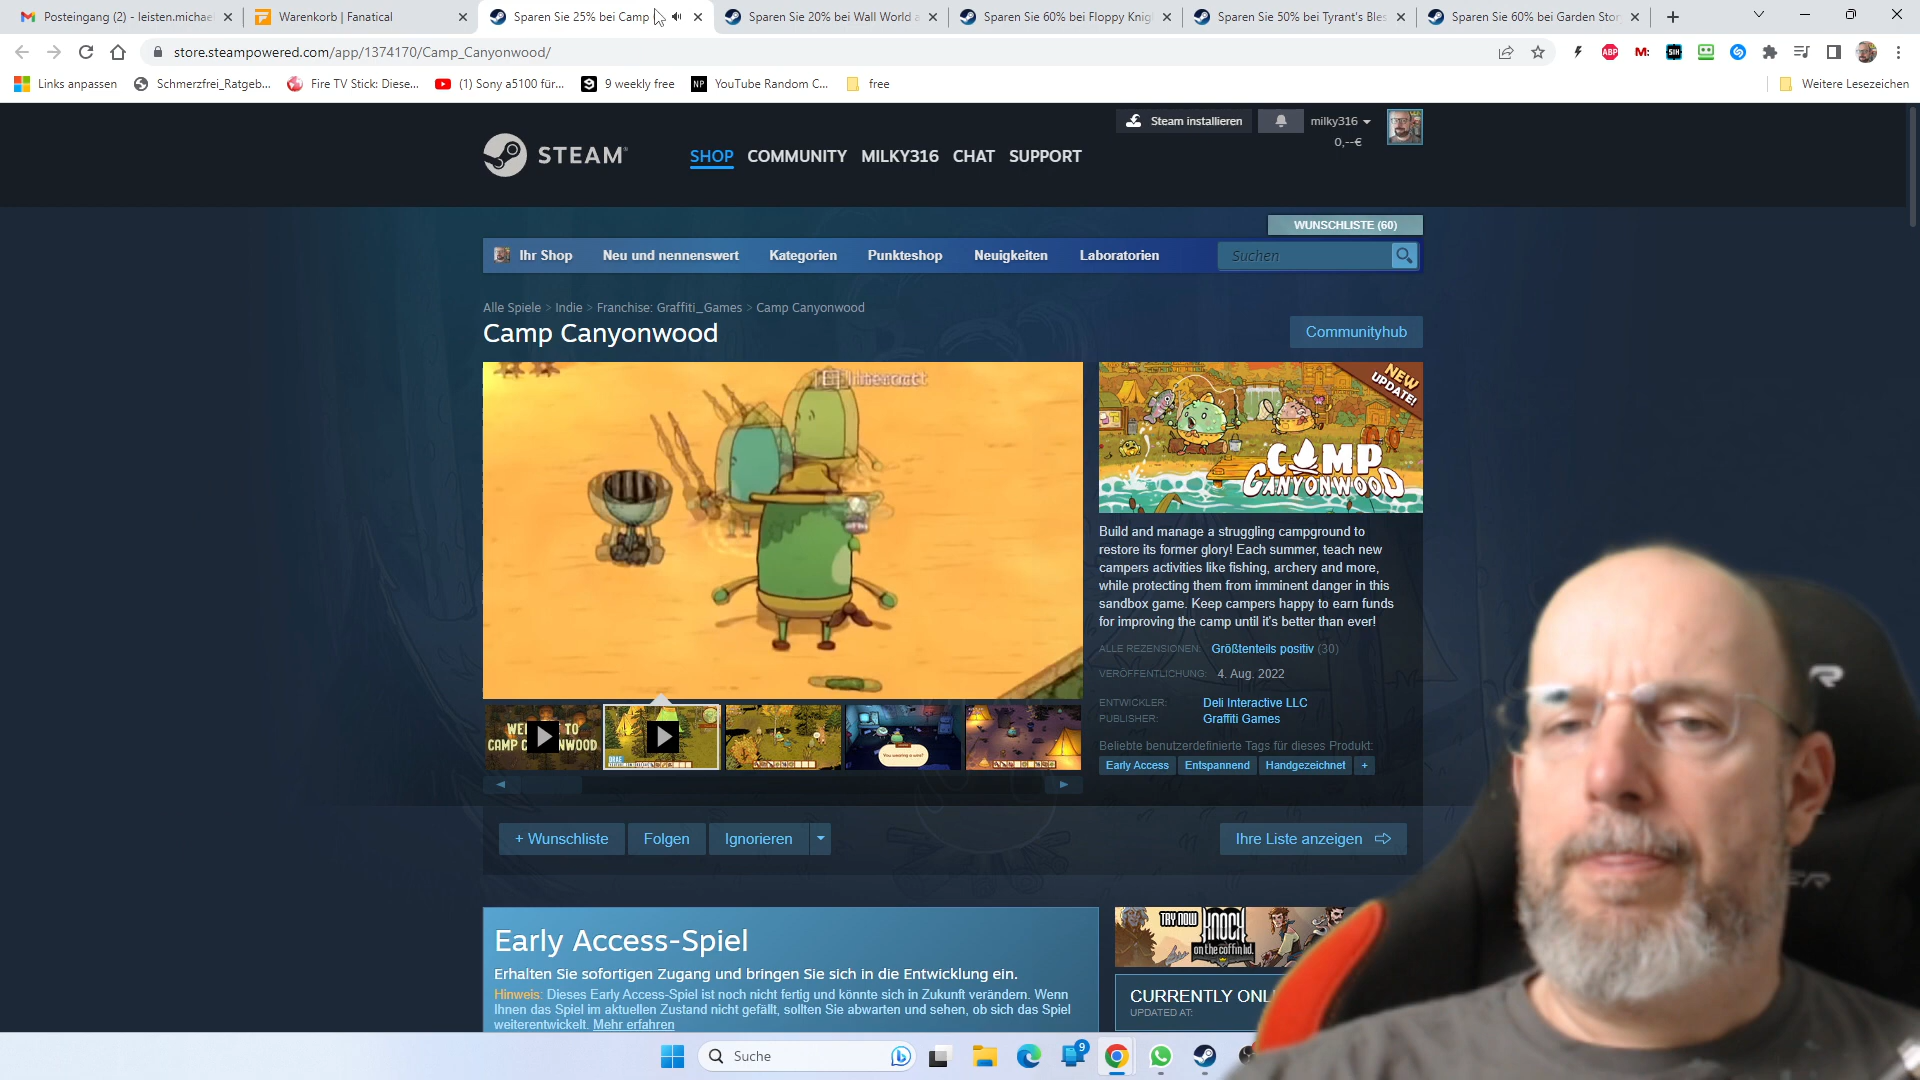 Posteingang (2) - leisten.michae
Warenkorb | Fanatical
Sparen Sie 25% bei Camp
Sparen Sie 20% bei Wall World a
Sparen Sie 60% bei Floppy Knig
Sparen Sie 50% bei Tyrant's Bles
Sparen Sie 60% bei Garden Stor
store.steampowered.com/app/1374170/Camp_Canyonwood/
ABP
M:
SIH
Links anpassen
Schmerzfrei_Ratgeb...
Fire TV Stick: Diese...
(1) Sony a5100 für...
9 weekly free
NP
YouTube Random C...
free
Weitere Lesezeichen
Steam installieren
milky316
0,--€
STEAM
SHOP
COMMUNITY
MILKY316
CHAT
SUPPORT
WUNSCHLISTE (60)
Ihr Shop
Neu und nennenswert
Kategorien
Punkteshop
Neuigkeiten
Laboratorien
Suchen
Alle Spiele > Indie > Franchise: Graffiti_Games > Camp Canyonwood
Camp Canyonwood
Communityhub
NEW
UPDATE!
CAMP
CANYONWOOD
Build and manage a struggling campground to
restore its former glory! Each summer, teach new
campers activities like fishing, archery and more,
while protecting them from imminent danger in this
sandbox game. Keep campers happy to earn funds
for improving the camp until it's better than ever!
ALLE REZENSIONEN: Größtenteils positiv (30)
VERÖFFENTLICHUNG: 4. Aug. 2022
ENTWICKLER: Deli Interactive LLC
PUBLISHER: Graffiti Games
Beliebte benutzerdefinierte Tags für dieses Produkt:
Early Access
Entspannend
Handgezeichnet
+
+ Wunschliste
Folgen
Ignorieren
Ihre Liste anzeigen
Early Access-Spiel
Erhalten Sie sofortigen Zugang und bringen Sie sich in die Entwicklung ein.
Hinweis: Dieses Early Access-Spiel ist noch nicht fertig und könnte sich in Zukunft verändern. Wenn
Ihnen das Spiel im aktuellen Zustand nicht gefällt, sollten Sie abwarten und sehen, ob sich das Spiel
weiterentwickelt. Mehr erfahren
TRY NOW
KNOCK
on the coffin lid.
CURRENTLY ONLI
UPDATED AT:
Suche
9